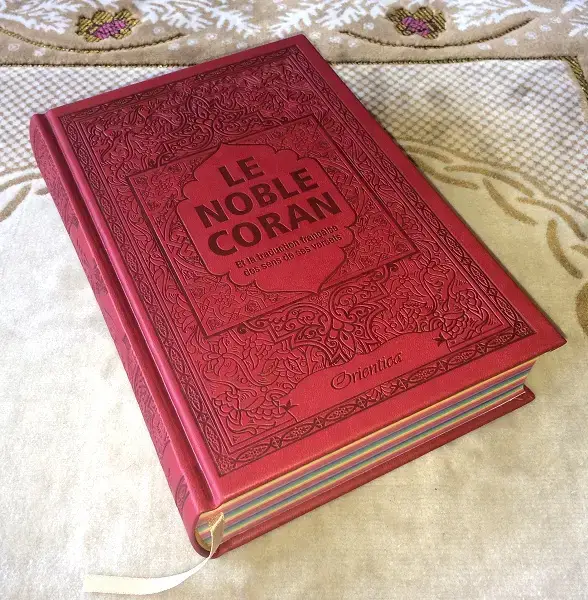 LE
NOBLE
CORAN
Et la traduction française
des sens de ses versets
Orientica